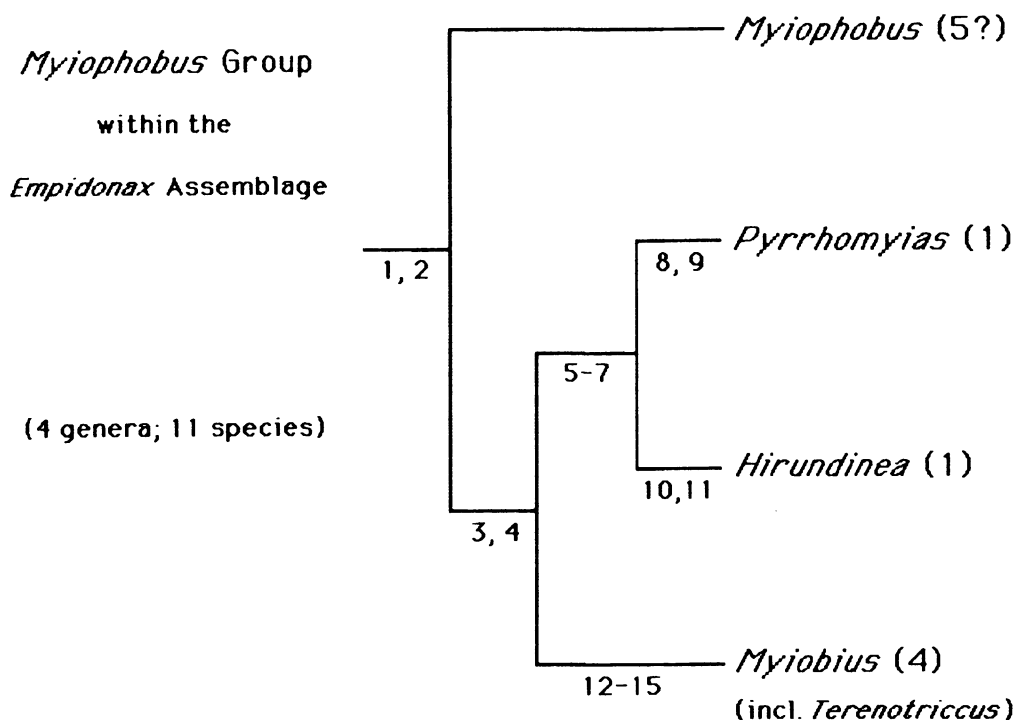 Myiophobus Group
within the
Empidonax Assemblage
(4 genera; 11 species)
1, 2
3, 4
5-7
8, 9
10,11
12-15
Myiophobus (5?)
Pyrrhomyias (1)
Hirundinea (1)
Myiobius (4)
(incl. Terenotriccus)